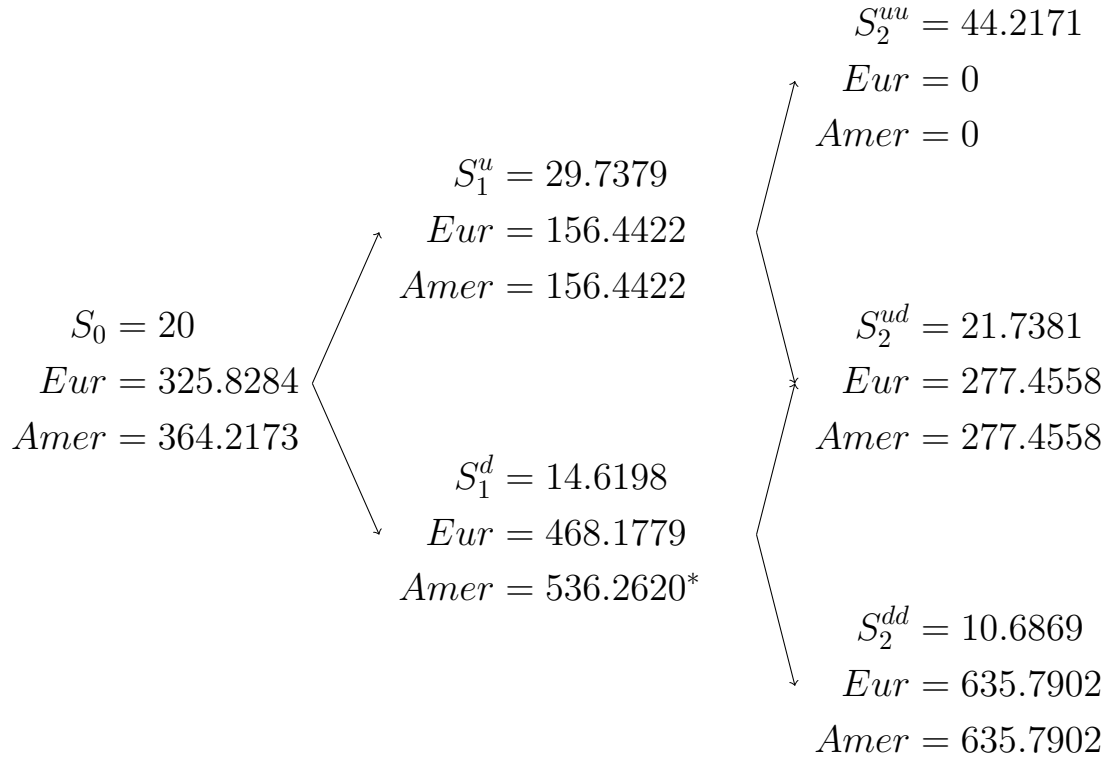 S_2^{uu} = 44.2171
Eur = 0
Amer = 0
S_1^u = 29.7379
Eur = 156.4422
Amer = 156.4422
S_0 = 20
Eur = 325.8284
Amer = 364.2173
S_2^{ud} = 21.7381
Eur = 277.4558
Amer = 277.4558
S_1^d = 14.6198
Eur = 468.1779
Amer = 536.2620*
S_2^{dd} = 10.6869
Eur = 635.7902
Amer = 635.7902